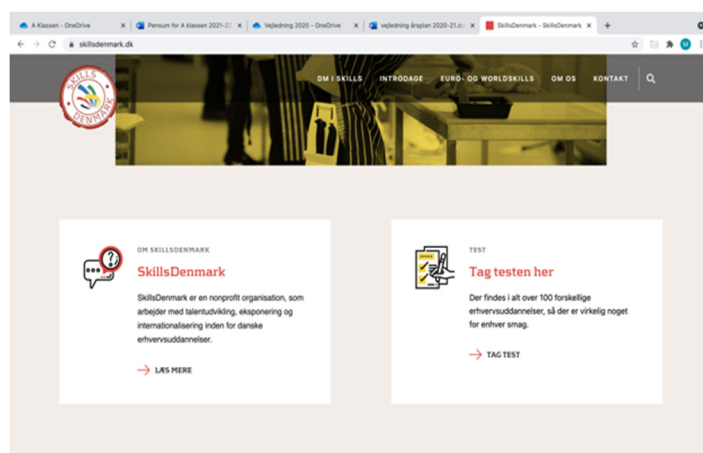 A Klassen - OneDrive
Pensum for A klassen 2021-2
Vejledning 2020 - OneDrive
vejledning årsplan 2020-21.do
SkillsDenmark - SkillsDenmark
skillsdenmark.dk
SKILLS
DENMARK
DM I SKILLS
INTRODAGE
EURO- OG WORLDSKILLS
OM OS
KONTAKT
OM SKILLSDENMARK
SkillsDenmark
SkillsDenmark er en nonprofit organisation, som
arbejder med talentudvikling, eksponering og
internationalisering inden for danske
erhvervsuddannelser.
LÆS MERE
TEST
Tag testen her
Der findes i alt over 100 forskellige
erhvervsuddannelser, så der er virkelig noget
for enhver smag.
TAG TEST